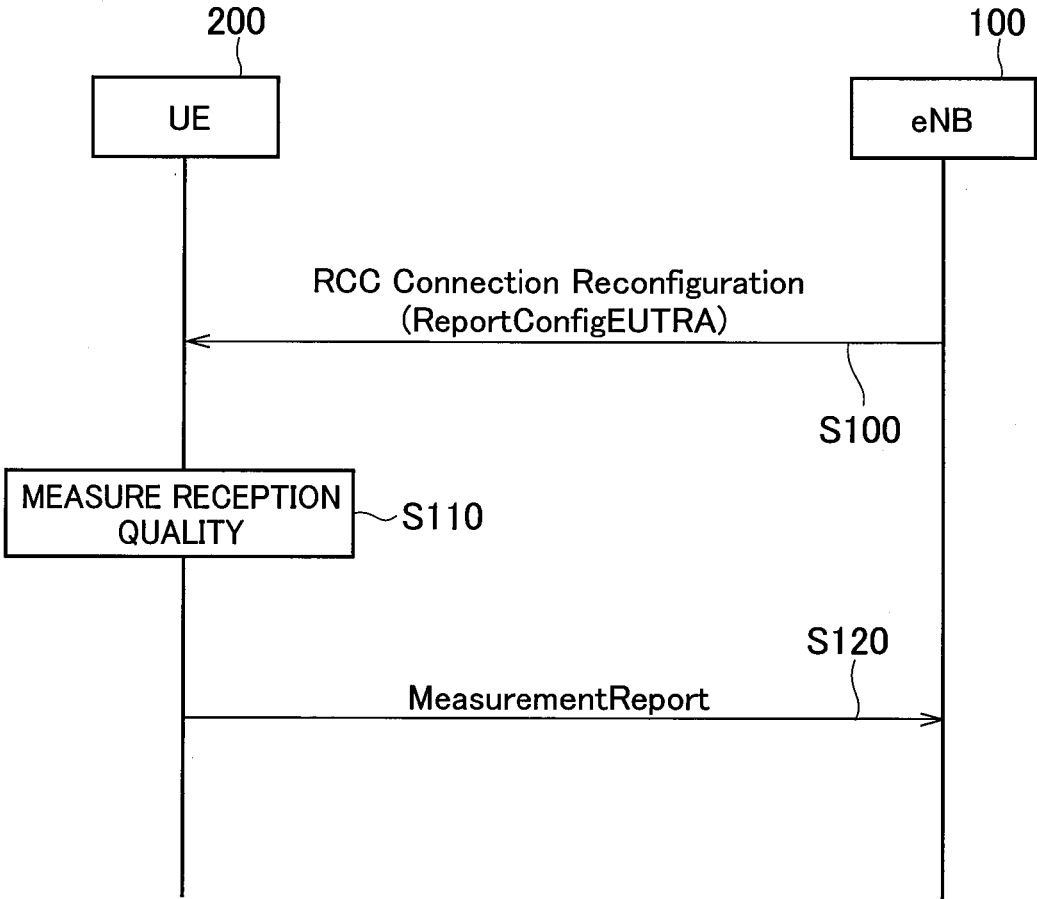 200
100
UE
eNB
RCC Connection Reconfiguration
(ReportConfigEUTRA)
S100
MEASURE RECEPTION
QUALITY
S110
S120
MeasurementReport